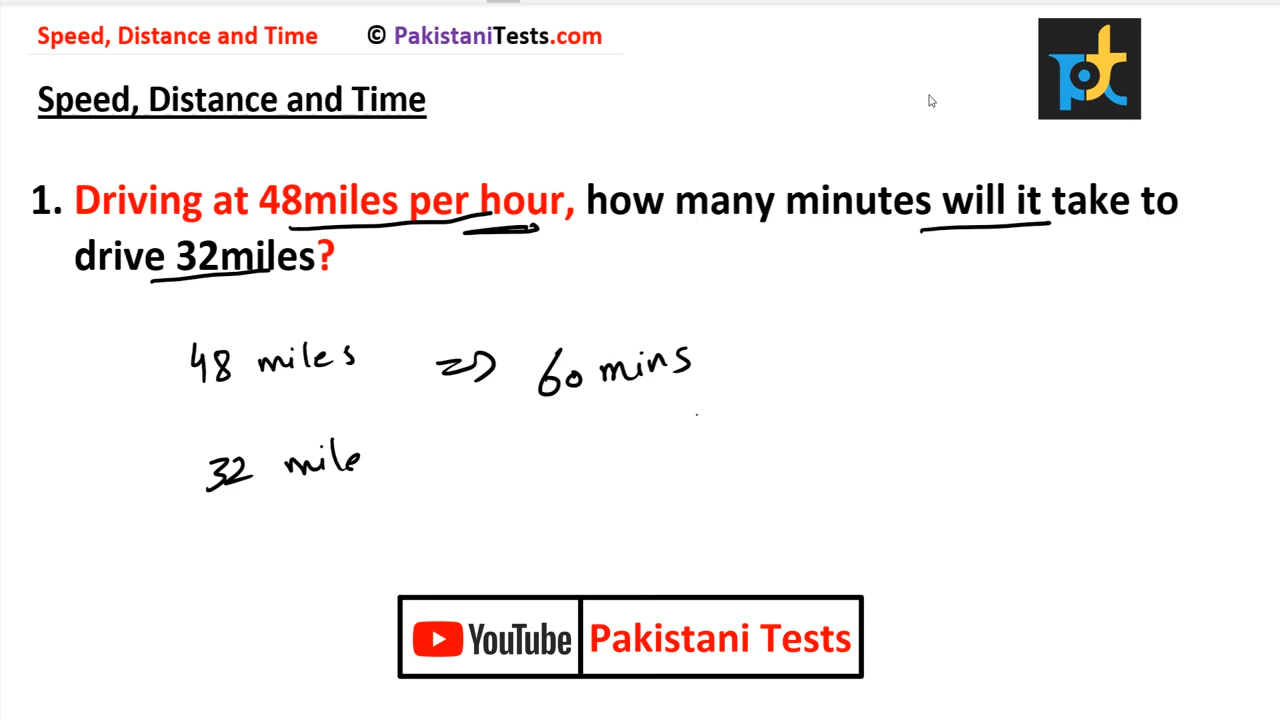 Speed, Distance and Time © PakistaniTests.com
pt
Speed, Distance and Time
1. Driving at 48miles per hour, how many minutes will it take to
drive 32miles?
48 miles ⇒ 60 mins
32 mile
YouTube Pakistani Tests